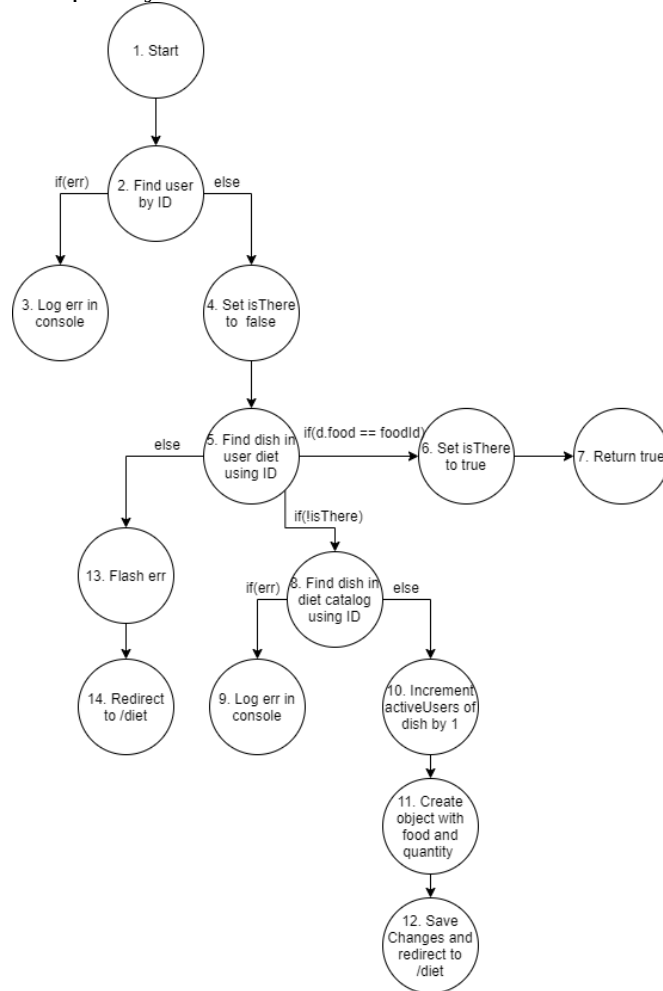 1. Start
if(err)
2. Find user
by ID
else
3. Log err in
console
4. Set isThere
to false
else
5. Find dish in
user diet
using ID
if(d.food == foodId)
6. Set isThere
to true
7. Return true
if(!isThere)
13. Flash err
if(err)
8. Find dish in
diet catalog
using ID
else
14. Redirect
to /diet
9. Log err in
console
10. Increment
activeUsers of
dish by 1
11. Create
object with
food and
quantity
12. Save
Changes and
redirect to
/diet